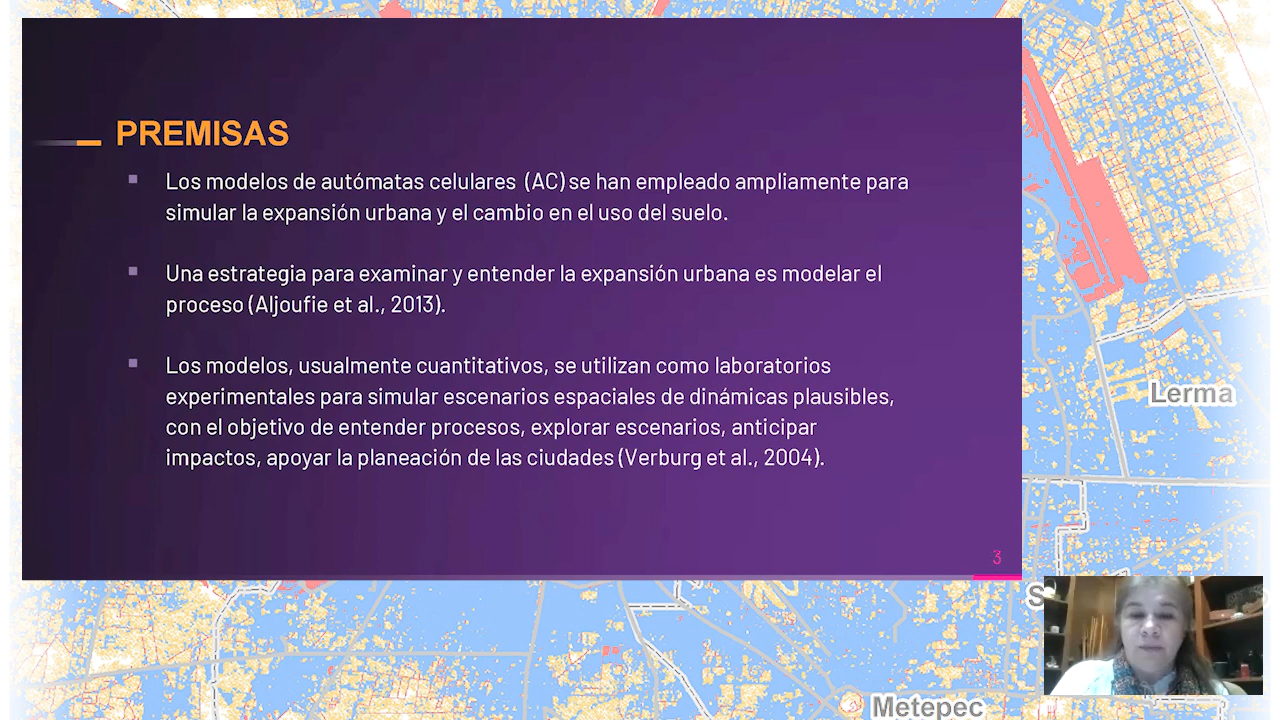 PREMISAS
Los modelos de autómatas celulares (AC) se han empleado ampliamente para
simular la expansión urbana y el cambio en el uso del suelo.
Una estrategia para examinar y entender la expansión urbana es modelar el
proceso (Aljoufie et al., 2013).
Los modelos, usualmente cuantitativos, se utilizan como laboratorios
experimentales para simular escenarios espaciales de dinámicas plausibles,
con el objetivo de entender procesos, explorar escenarios, anticipar
impactos, apoyar la planeación de las ciudades (Verburg et al., 2004).
3
Lerma
S
Metepec